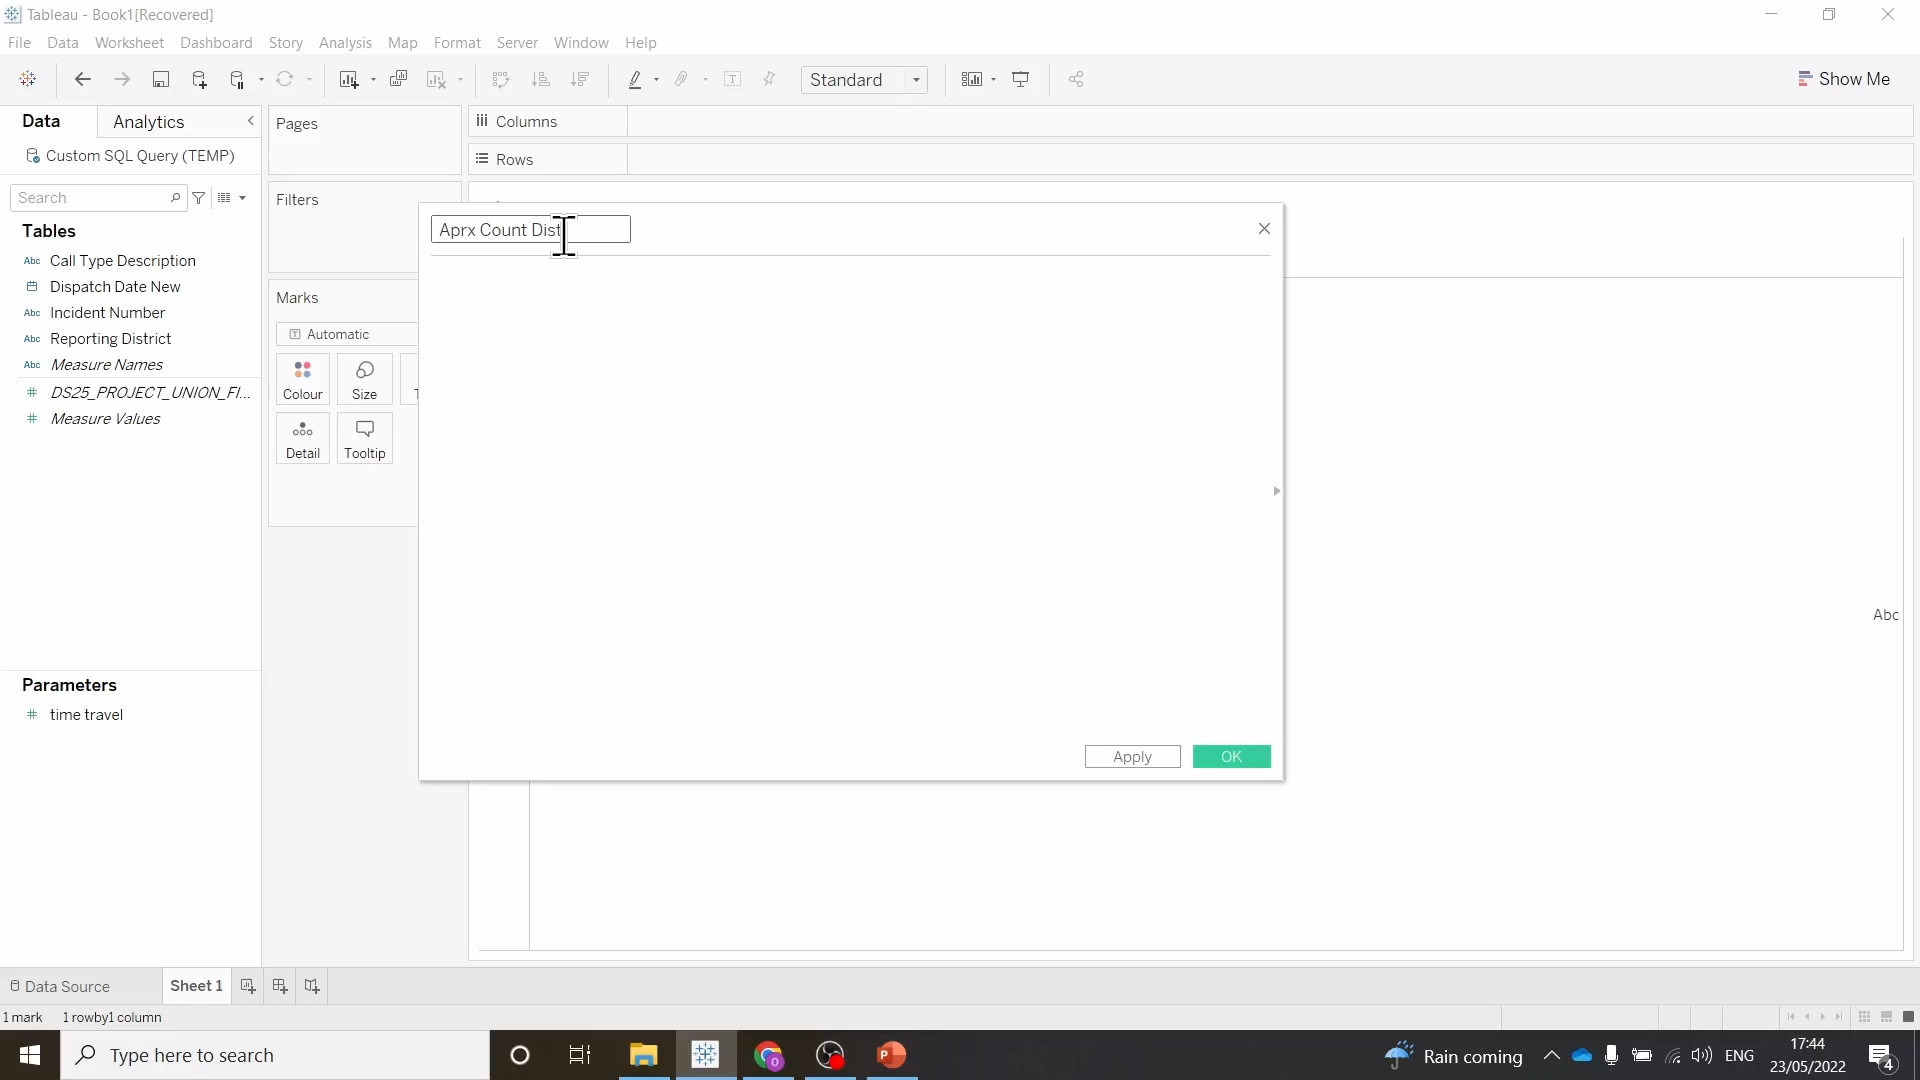 Tableau - Book1[Recovered]
File Data Worksheet Dashboard Story Analysis Map Format Server Window Help
Standard
Show Me
Data
Analytics
Pages
Columns
Custom SQL Query (TEMP)
Rows
Search
Filters
Tables
Aprx Count Dist
Call Type Description
Dispatch Date New
Marks
Incident Number
Automatic
Reporting District
Measure Names
Colour
Size
DS25_PROJECT_UNION_FI...
Measure Values
Detail
Tooltip
Abc
Parameters
time travel
Apply
OK
Data Source
Sheet 1
1 mark 1 rowby1 column
Type here to search
Rain coming
ENG
17:44
23/05/2022
4